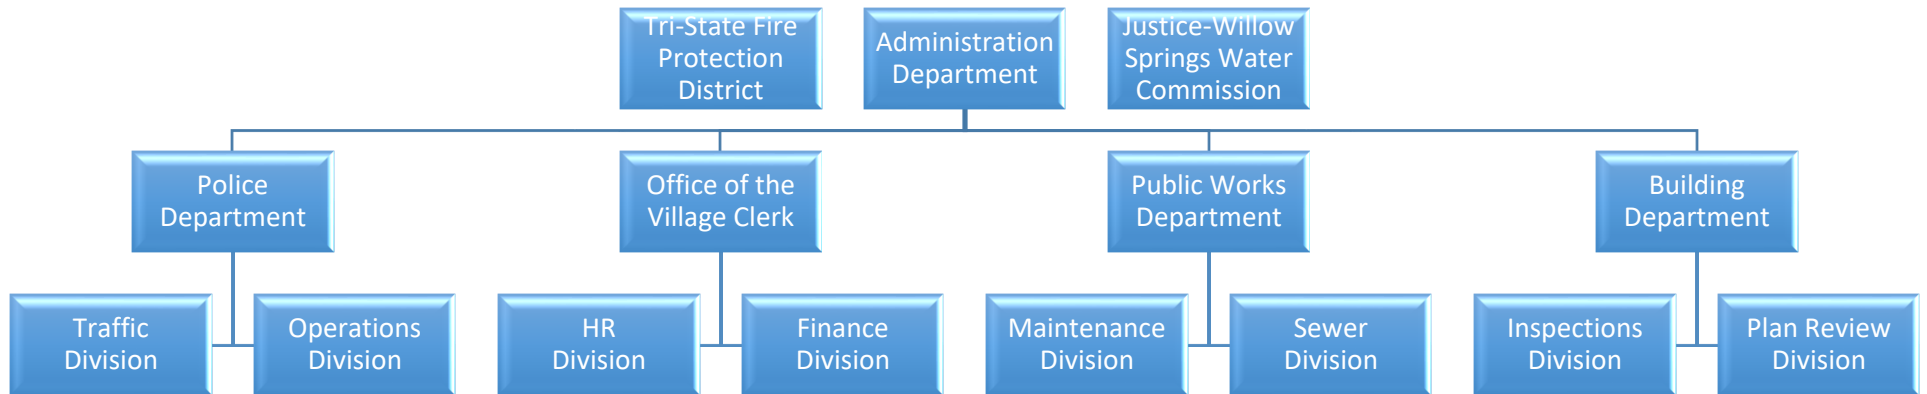 Tri-State Fire
Protection
District
Administration
Department
Justice-Willow
Springs Water
Commission
Police
Department
Office of the
Village Clerk
Public Works
Department
Building
Department
Traffic
Division
Operations
Division
HR
Division
Finance
Division
Maintenance
Division
Sewer
Division
Inspections
Division
Plan Review
Division